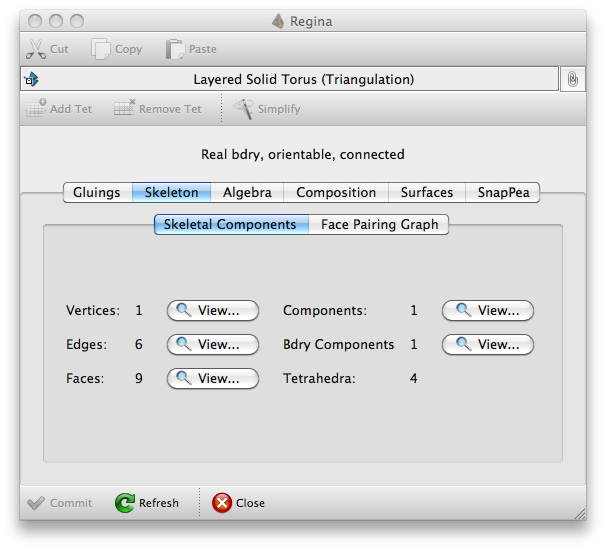 Regina
Cut Copy Paste
Layered Solid Torus (Triangulation)
Add Tet Remove Tet Simplify
Real bdry, orientable, connected
Gluings Skeleton Algebra Composition Surfaces SnapPea
Skeletal Components Face Pairing Graph
Vertices: 1 View... Components: 1 View...
Edges: 6 View... Bdry Components 1 View...
Faces: 9 View... Tetrahedra: 4
Commit Refresh Close